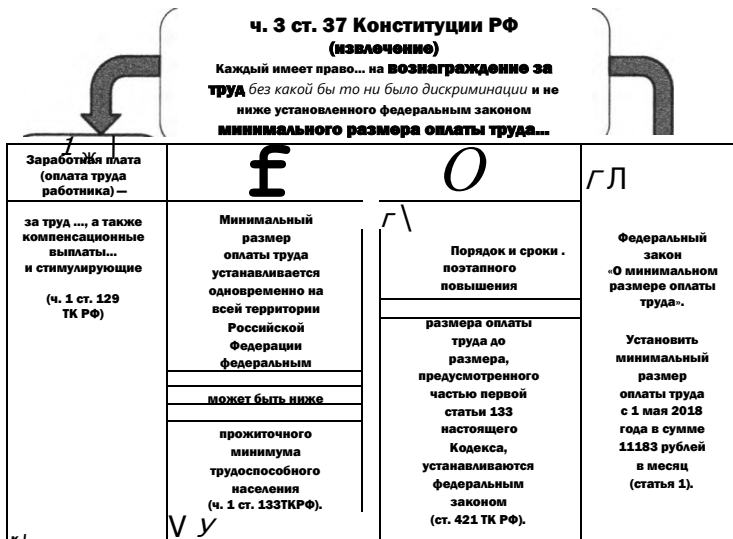 ч. 3 ст. 37 Конституции РФ
(извлечение)
Каждый имеет право... на вознаграждение за
труд без какой бы то ни было дискриминации и не
ниже установленного федеральным законом
минимального размера оплаты труда...
1 ж
Заработная плата
(оплата труда
работника) —
за труд ..., а также
компенсационные
выплаты...
и стимулирующие
(ч. 1 ст. 129
ТК РФ)
f
Минимальный
размер
оплаты труда
устанавливается
одновременно на
всей территории
Российской
Федерации
федеральным
может быть ниже
прожиточного
минимума
трудоспособного
населения
(ч. 1 ст. 133ТКРФ).
V У
О
г\
Порядок и сроки .
поэтапного
повышения
размера оплаты
труда до
размера,
предусмотренного
частью первой
статьи 133
настоящего
Кодекса,
устанавливаются
федеральным
законом
(ст. 421 ТК РФ).
г Л
Федеральный
закон
«О минимальном
размере оплаты
труда».
Установить
минимальный
размер
оплаты труда
с 1 мая 2018
года в сумме
11183 рублей
в месяц
(статья 1).